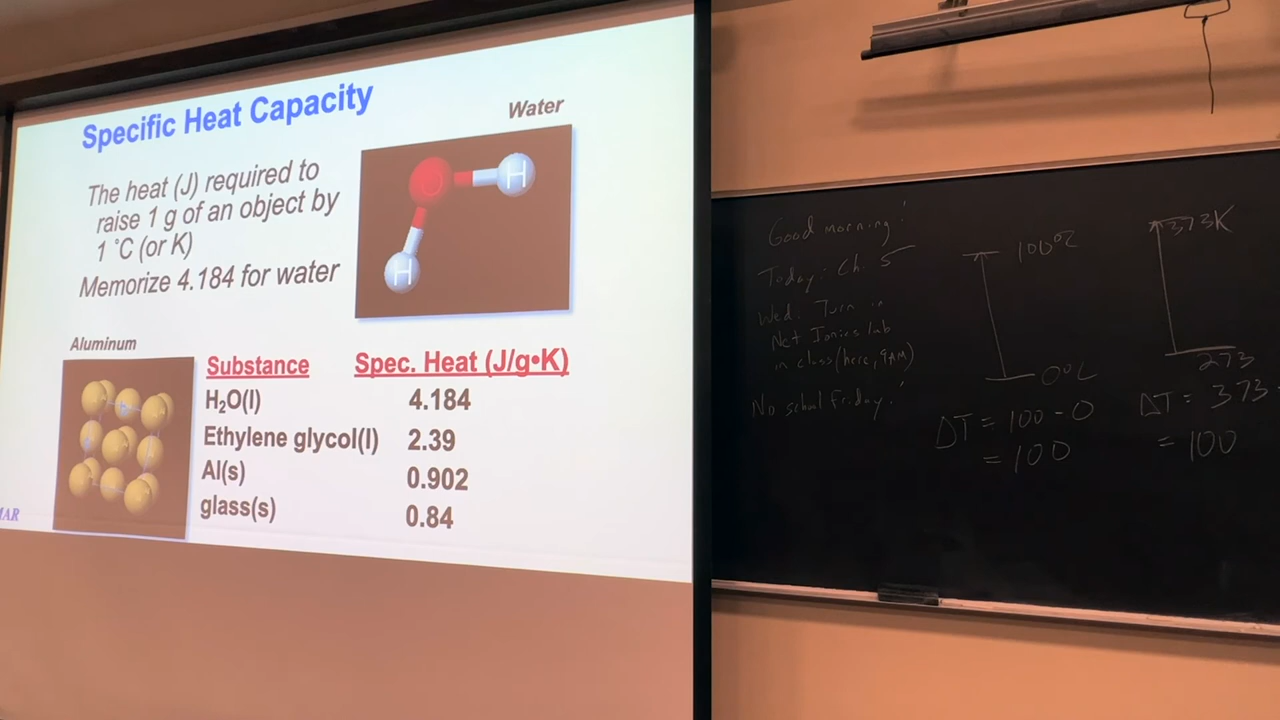 Specific Heat Capacity
The heat (J) required to
raise 1 g of an object by
1 ˚C (or K)
Memorize 4.184 for water
Water
O
H
H
Aluminum
Substance Spec. Heat (J/g•K)
H₂O(l) 4.184
Ethylene glycol(l) 2.39
Al(s) 0.902
glass(s) 0.84
MAR
Good morning!
Today: Ch. 5
Wed. Turn in
Net Ionics lab
in class (here, 9AM)
No school Friday!
100°C
0°C
ΔT = 100 - 0
= 100
373K
273
ΔT = 373 -
= 100